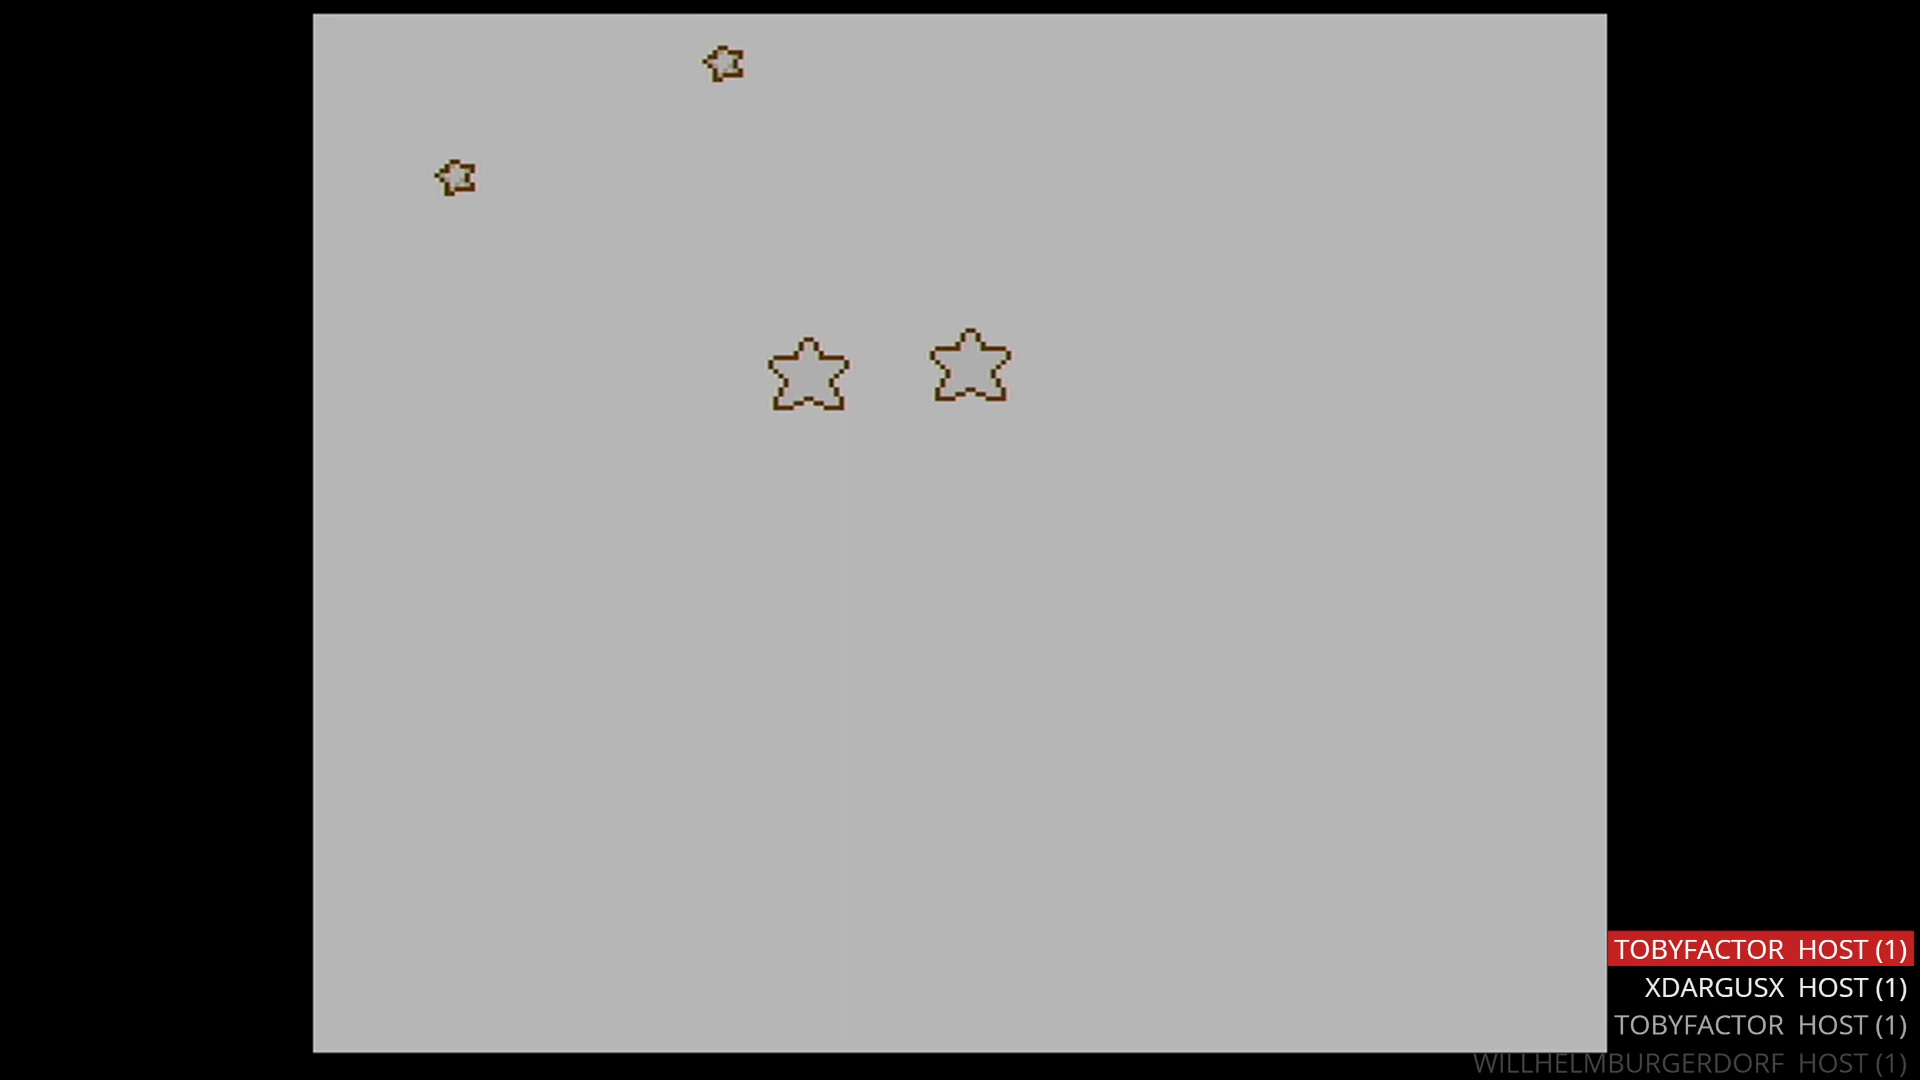 TOBYFACTOR HOST (1)
XDARGUSX HOST (1)
TOBYFACTOR HOST (1)
WILLHELMBURGERDORF HOST (1)